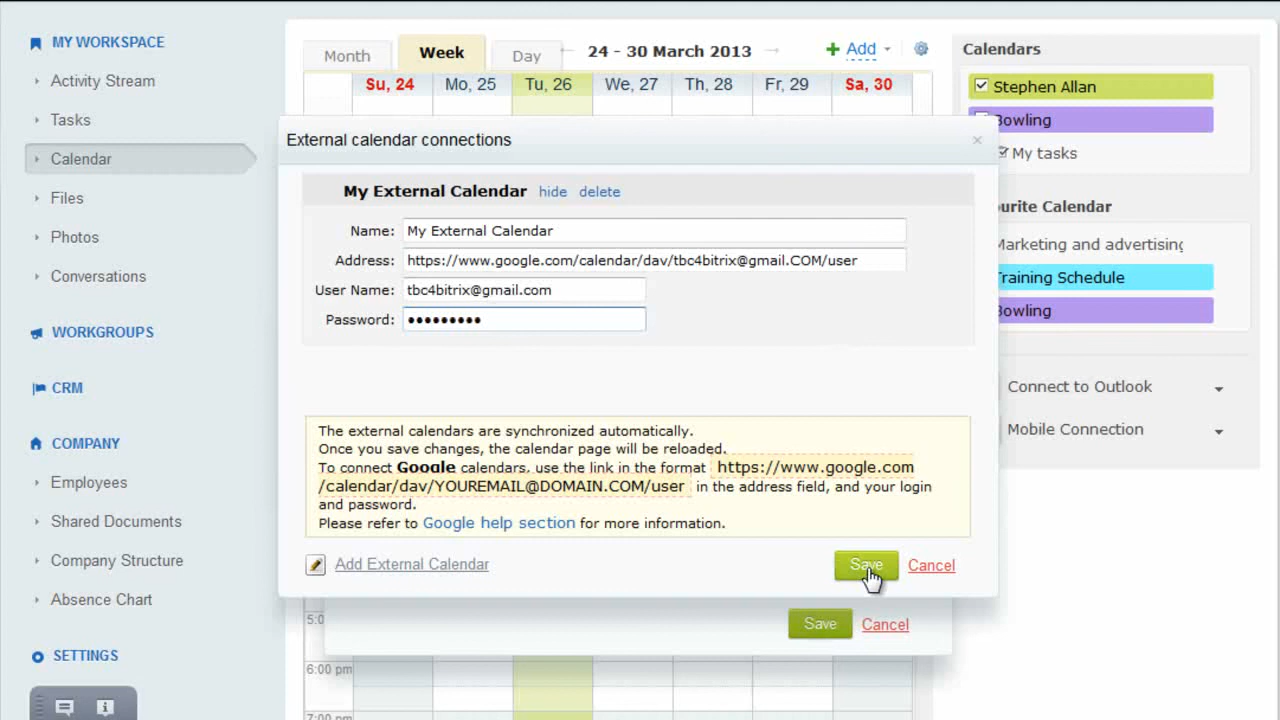 MY WORKSPACE
Activity Stream
Tasks
Calendar
Files
Photos
Conversations
WORKGROUPS
CRM
COMPANY
Employees
Shared Documents
Company Structure
Absence Chart
SETTINGS
Month
Week
Day
24 - 30 March 2013
Add
Su, 24
Mo, 25
Tu, 26
We, 27
Th, 28
Fr, 29
Sa, 30
External calendar connections
My External Calendar hide delete
Name: My External Calendar
Address: https://www.google.com/calendar/dav/tbc4bitrix@gmail.COM/user
User Name: tbc4bitrix@gmail.com
Password: •••••••••
The external calendars are synchronized automatically.
Once you save changes, the calendar page will be reloaded.
To connect Google calendars, use the link in the format https://www.google.com
/calendar/dav/YOUREMAIL@DOMAIN.COM/user in the address field, and your login
and password.
Please refer to Google help section for more information.
Add External Calendar
Save
Cancel
Save
Cancel
6:00 pm
7:00 pm
Calendars
Stephen Allan
Bowling
My tasks
urite Calendar
Marketing and advertising
Training Schedule
Bowling
Connect to Outlook
Mobile Connection